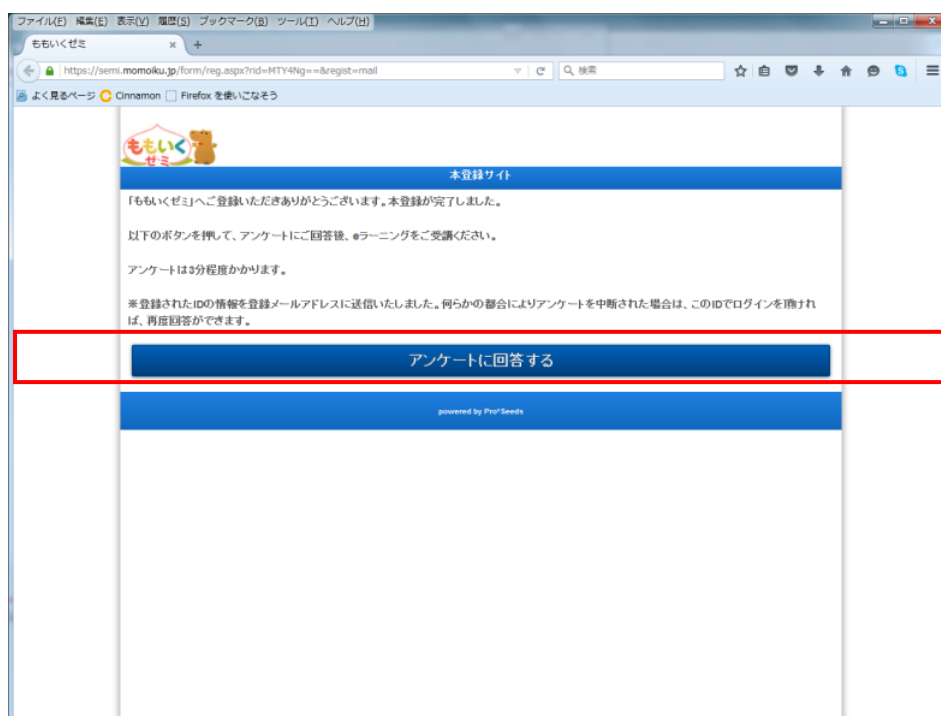 ファイル(F) 編集(E) 表示(V) 履歴(S) ブックマーク(B) ツール(T) ヘルプ(H)
ももいくゼミ × +
https://semi.momoiku.jp/form/reg.aspx?rid=MTY4Ng==&regist=mail
検索
よく見るページ Cinnamon Firefox を使いこなそう
ももいく
ゼミ
本登録サイト
「ももいくゼミ」へご登録いただきありがとうございます。本登録が完了しました。
以下のボタンを押して、アンケートにご回答後、eラーニングをご受講ください。
アンケートは3分程度かかります。
※登録されたIDの情報を登録メールアドレスに送信いたしました。何らかの都合によりアンケートを中断された場合は、このIDでログインを頂けれ
ば、再度回答ができます。
アンケートに回答する
powered by Pro*Seeds